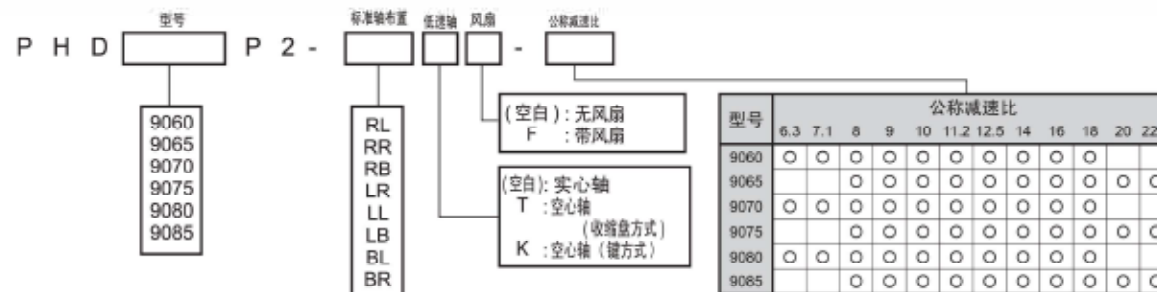 型号 标准轴布置 低速轴 风扇 公称减速比
P H D P 2 - -
9060
9065
9070
9075
9080
9085
RL
RR
RB
LR
LL
LB
BL
BR
(空白): 无风扇
F : 带风扇
(空白): 实心轴
T : 空心轴
(收缩盘方式)
K : 空心轴（键方式）
型号 公称减速比
6.3 7.1 8 9 10 11.2 12.5 14 16 18 20 22
9060 ○ ○ ○ ○ ○ ○ ○ ○ ○ ○
9065 ○ ○ ○ ○ ○ ○ ○ ○ ○ ○
9070 ○ ○ ○ ○ ○ ○ ○ ○ ○ ○
9075 ○ ○ ○ ○ ○ ○ ○ ○ ○ ○
9080 ○ ○ ○ ○ ○ ○ ○ ○ ○ ○
9085 ○ ○ ○ ○ ○ ○ ○ ○ ○ ○